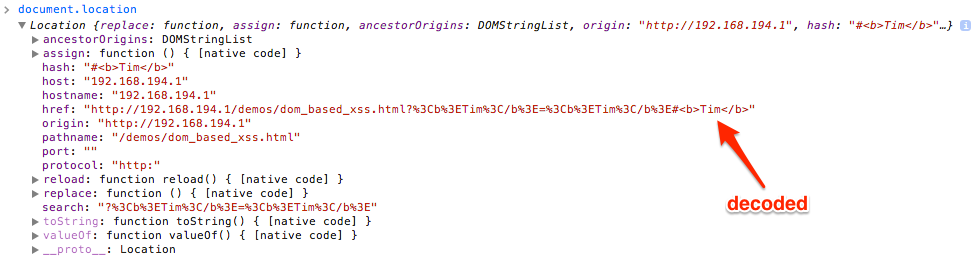 > document.location
▼Location {replace: function, assign: function, ancestorOrigins: DOMStringList, origin: "http://192.168.194.1", hash: "#<b>Tim</b>"…} i
▶ ancestorOrigins: DOMStringList
▶ assign: function () { [native code] }
hash: "#<b>Tim</b>"
host: "192.168.194.1"
hostname: "192.168.194.1"
href: "http://192.168.194.1/demos/dom_based_xss.html?%3Cb%3ETim%3C/b%3E=%3Cb%3ETim%3C/b%3E#<b>Tim</b>"
origin: "http://192.168.194.1"
pathname: "/demos/dom_based_xss.html"
port: ""
protocol: "http:"
▶ reload: function reload() { [native code] }
▶ replace: function () { [native code] }
search: "?%3Cb%3ETim%3C/b%3E=%3Cb%3ETim%3C/b%3E"
▶ toString: function toString() { [native code] }
▶ valueOf: function valueOf() { [native code] }
▶ __proto__: Location
decoded